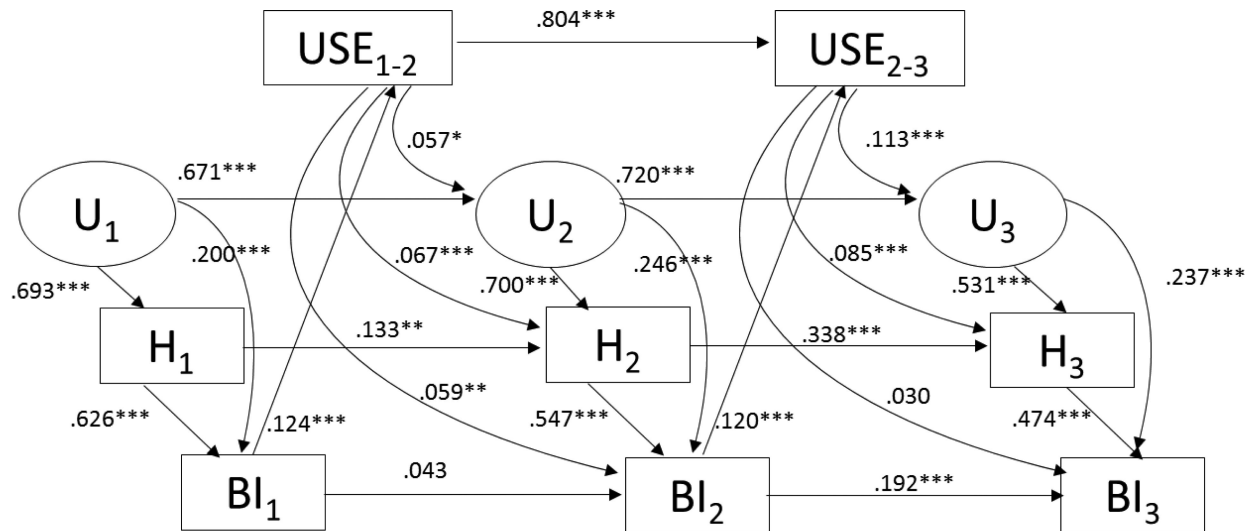 .804***
USE1-2
USE2-3
.057*
.113***
.671***
.720***
U1
U2
U3
.200***
.067***
.246***
.085***
.237***
.693***
.700***
.531***
H1
.133**
H2
.338***
H3
.059**
.030
.626***
.124***
.547***
.120***
.474***
.043
.192***
BI1
BI2
BI3